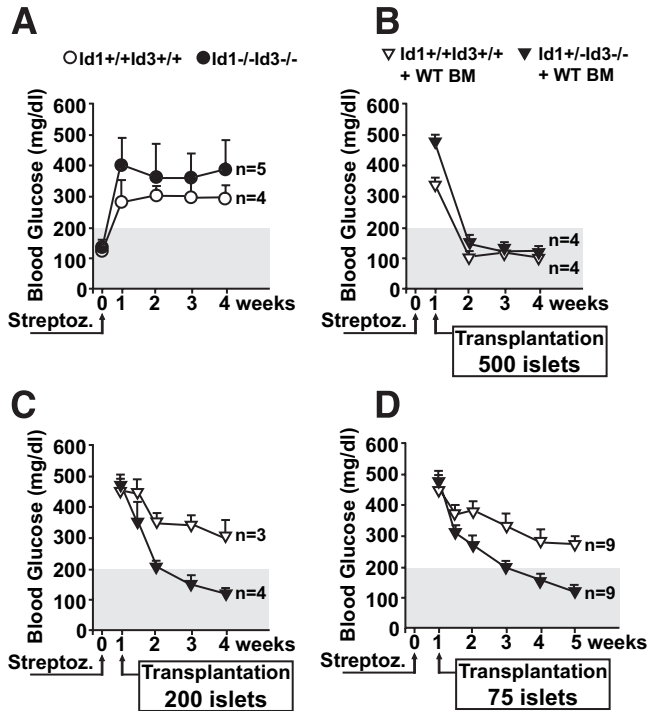 A
Id1+/+Id3+/+ Id1-/-Id3-/-
Blood Glucose (mg/dl)
600
500
400
300
200
100
0
n=5
n=4
0 1 2 3 4 weeks
Streptoz.
B
Id1+/+Id3+/+ Id1+/-Id3-/-
+ WT BM + WT BM
Blood Glucose (mg/dl)
600
500
400
300
200
100
0
n=4
n=4
0 1 2 3 4 weeks
Streptoz.
Transplantation
500 islets
C
Blood Glucose (mg/dl)
600
500
400
300
200
100
0
n=3
n=4
0 1 2 3 4 weeks
Streptoz.
Transplantation
200 islets
D
Blood Glucose (mg/dl)
600
500
400
300
200
100
0
n=9
n=9
0 1 2 3 4 5 weeks
Streptoz.
Transplantation
75 islets